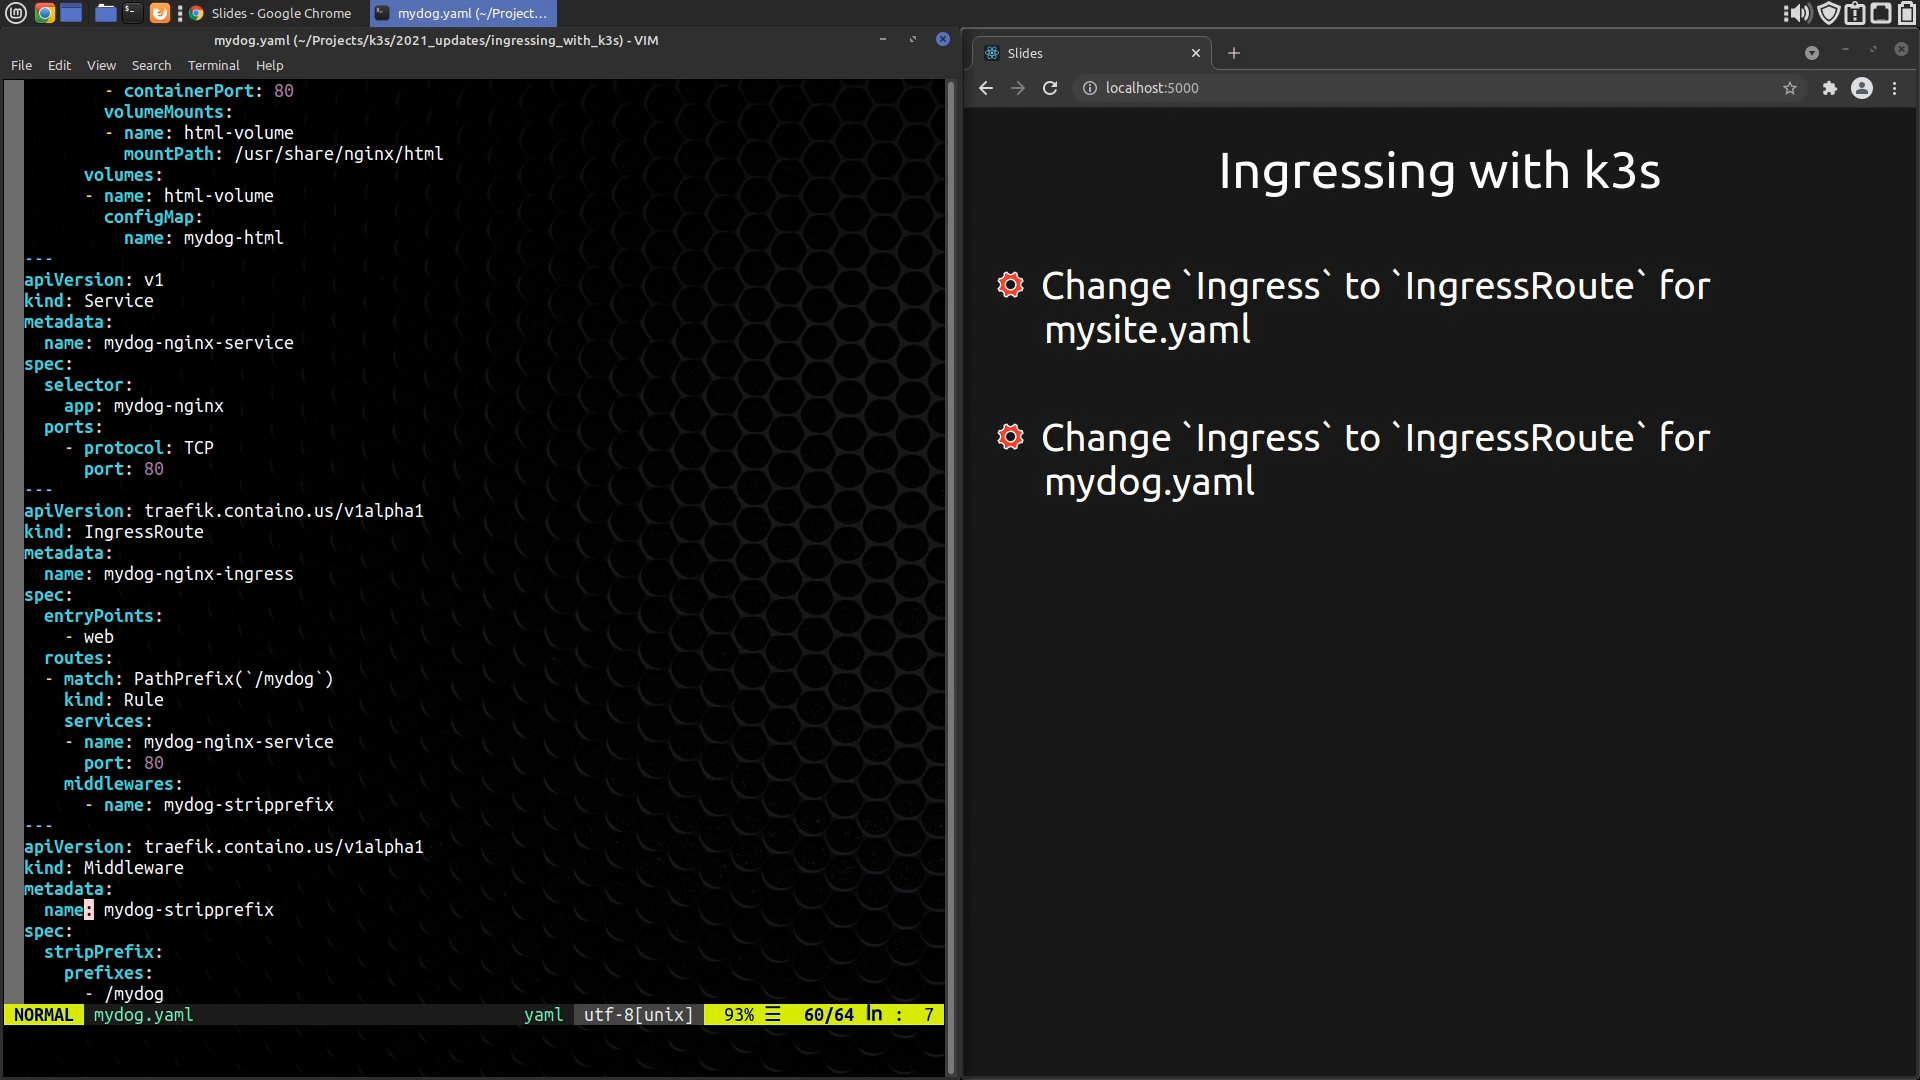 Slides - Google Chrome
mydog.yaml (~/Project...
mydog.yaml (~/Projects/k3s/2021_updates/ingressing_with_k3s) - VIM
File Edit View Search Terminal Help
- containerPort: 80
volumeMounts:
- name: html-volume
mountPath: /usr/share/nginx/html
volumes:
- name: html-volume
configMap:
name: mydog-html
---
apiVersion: v1
kind: Service
metadata:
name: mydog-nginx-service
spec:
selector:
app: mydog-nginx
ports:
- protocol: TCP
port: 80
---
apiVersion: traefik.containo.us/v1alpha1
kind: IngressRoute
metadata:
name: mydog-nginx-ingress
spec:
entryPoints:
- web
routes:
- match: PathPrefix(`/mydog`)
kind: Rule
services:
- name: mydog-nginx-service
port: 80
middlewares:
- name: mydog-stripprefix
---
apiVersion: traefik.containo.us/v1alpha1
kind: Middleware
metadata:
name: mydog-stripprefix
spec:
stripPrefix:
prefixes:
- /mydog
NORMAL mydog.yaml yaml utf-8[unix] 93% ☰ 60/64 ln : 7
Slides
localhost:5000
Ingressing with k3s
Change `Ingress` to `IngressRoute` for
mysite.yaml
Change `Ingress` to `IngressRoute` for
mydog.yaml